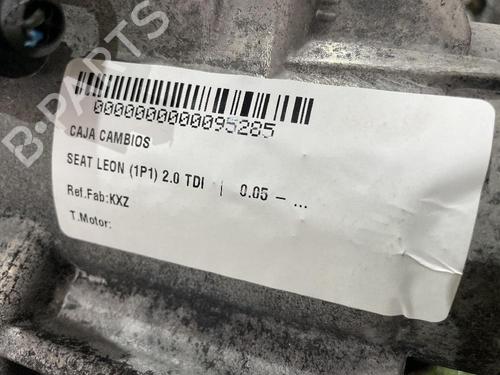 0000000000095285
CAJA CAMBIOS
SEAT LEON (1P1) 2.0 TDI | 0.05 - ...
Ref.Fab:KXZ
T.Motor:
B-PARTS